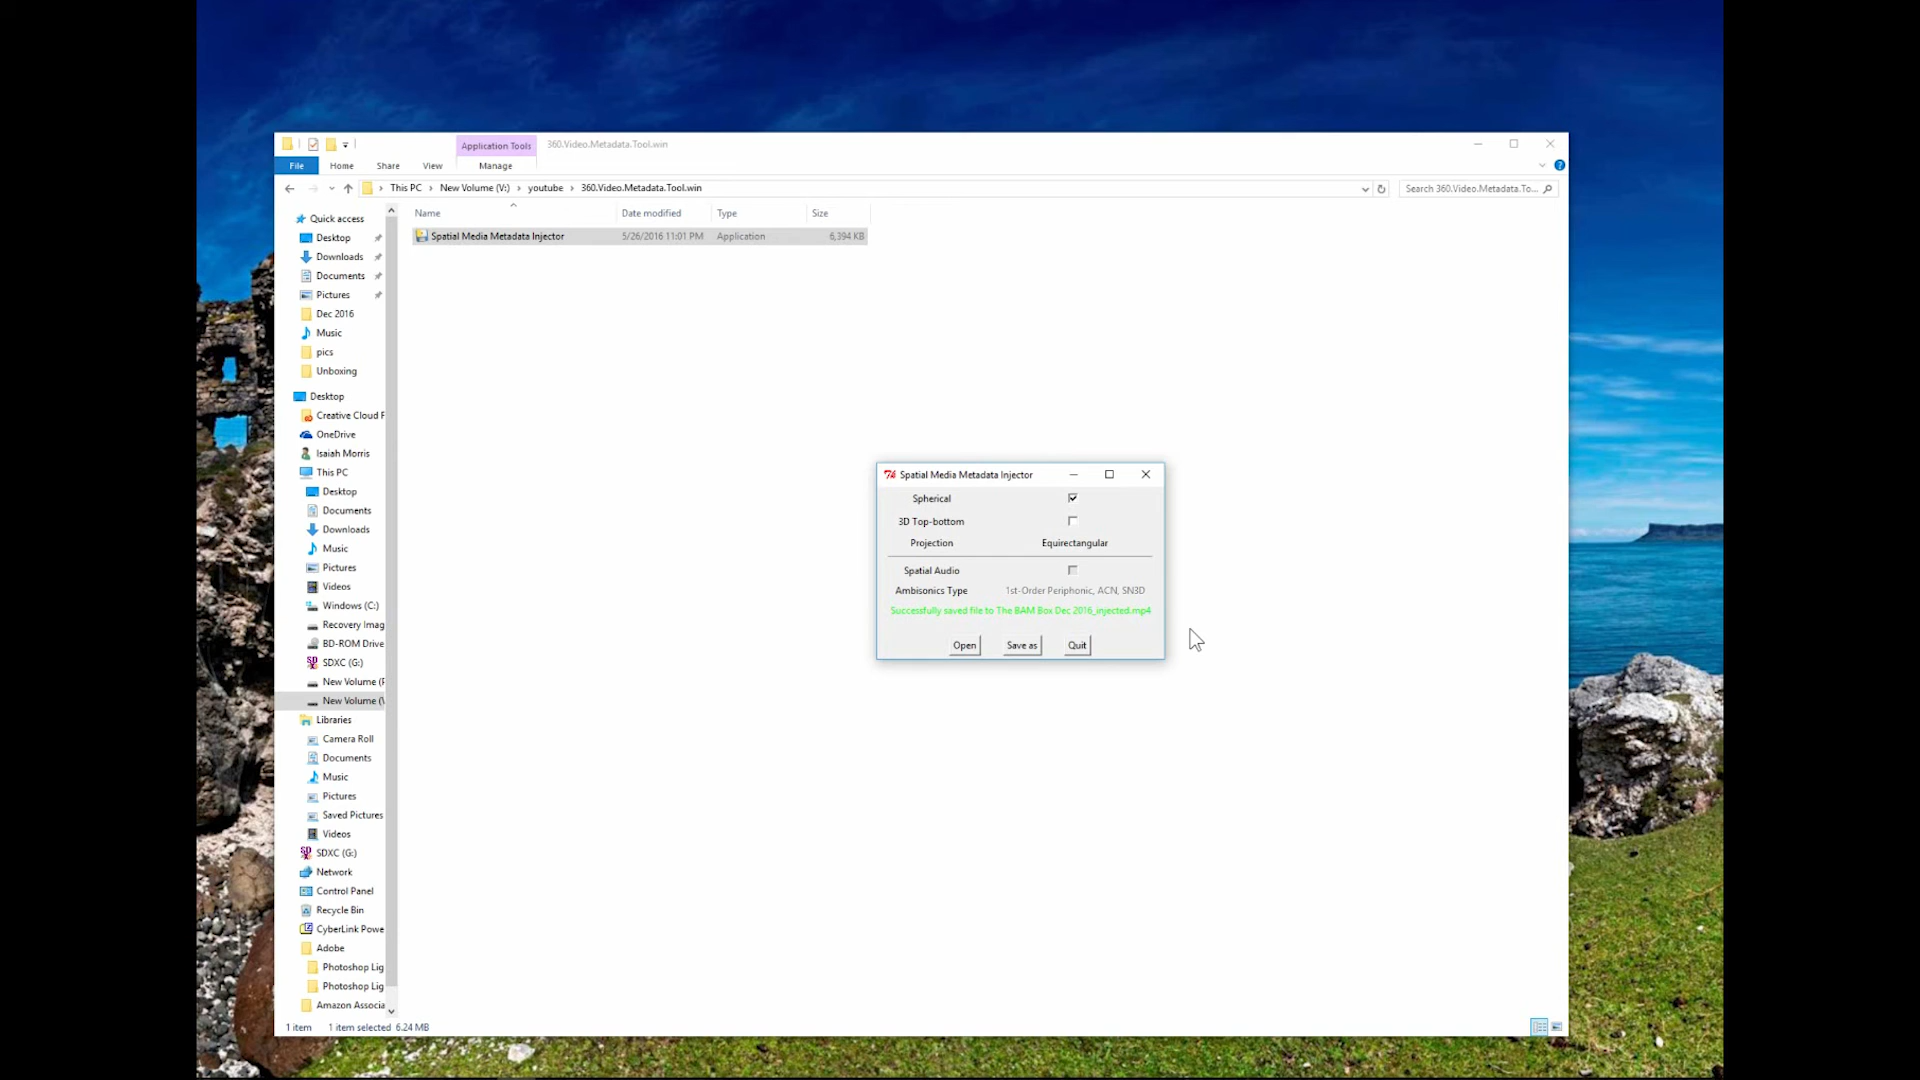 Application Tools
360.Video.Metadata.Tool.win
File
Home
Share
View
Manage
This PC
New Volume (V:)
youtube
360.Video.Metadata.Tool.win
Search 360.Video.Metadata.To...
Name
Date modified
Type
Size
Spatial Media Metadata Injector
5/26/2016 11:01 PM
Application
6,394 KB
Quick access
Desktop
Downloads
Documents
Pictures
Dec 2016
Music
pics
Unboxing
Desktop
Creative Cloud F
OneDrive
Isaiah Morris
This PC
Desktop
Documents
Downloads
Music
Pictures
Videos
Windows (C:)
Recovery Imag
BD-ROM Drive
SDXC (G:)
New Volume (
New Volume (
Libraries
Camera Roll
Documents
Music
Pictures
Saved Pictures
Videos
SDXC (G:)
Network
Control Panel
Recycle Bin
CyberLink Powe
Adobe
Photoshop Lig
Photoshop Lig
Amazon Associa
1 item
1 item selected 6.24 MB
Spatial Media Metadata Injector
Spherical
3D Top-bottom
Projection
Equirectangular
Spatial Audio
Ambisonics Type
1st-Order Periphonic, ACN, SN3D
Successfully saved file to The BAM Box Dec 2016_injected.mp4
Open
Save as
Quit